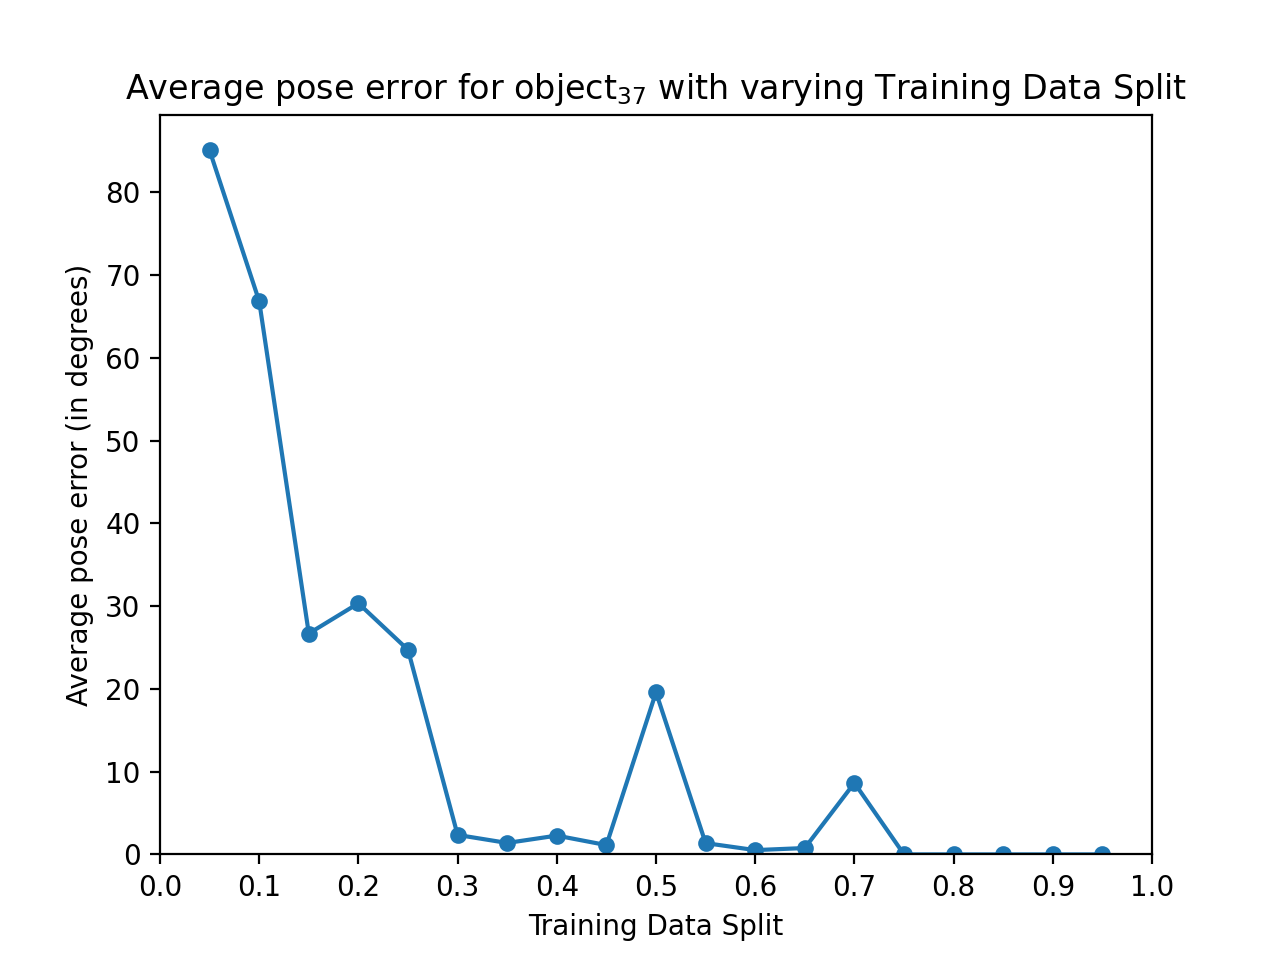 Average pose error for object₃₇ with varying Training Data Split
Average pose error (in degrees)
80
70
60
50
40
30
20
10
0
0.0 0.1 0.2 0.3 0.4 0.5 0.6 0.7 0.8 0.9 1.0
Training Data Split